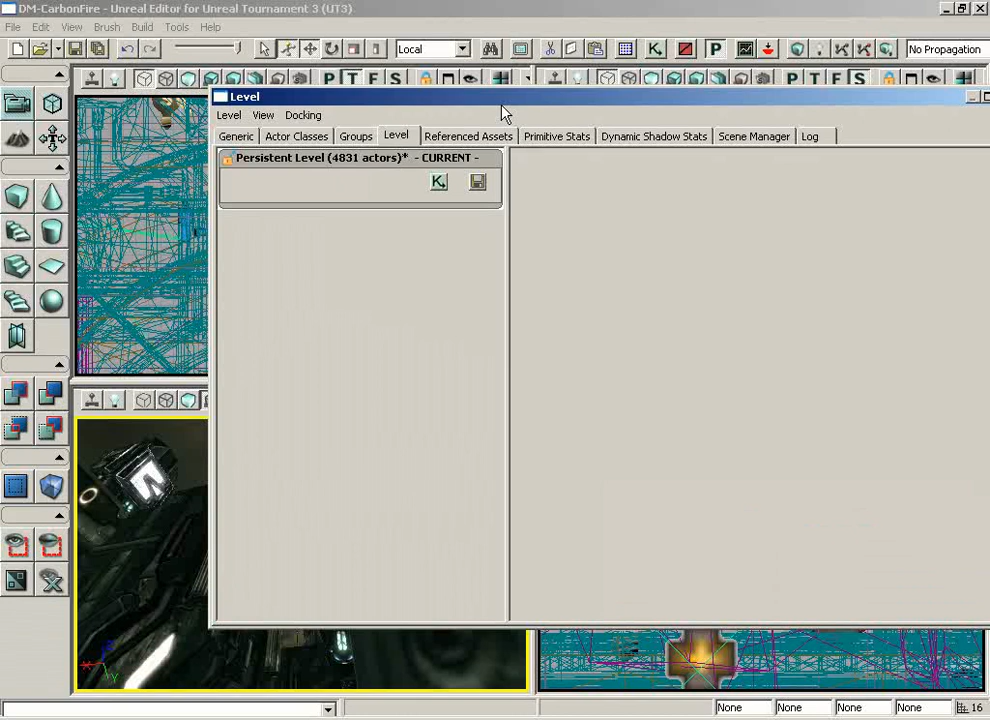 DM-CarbonFire - Unreal Editor for Unreal Tournament 3 (UT3)
File Edit View Brush Build Tools Help
Local
P
No Propagation
P T F S
P T F S
Level
Level View Docking
Generic Actor Classes Groups Level Referenced Assets Primitive Stats Dynamic Shadow Stats Scene Manager Log
Persistent Level (4831 actors)* - CURRENT -
X
Y
None None None None 16